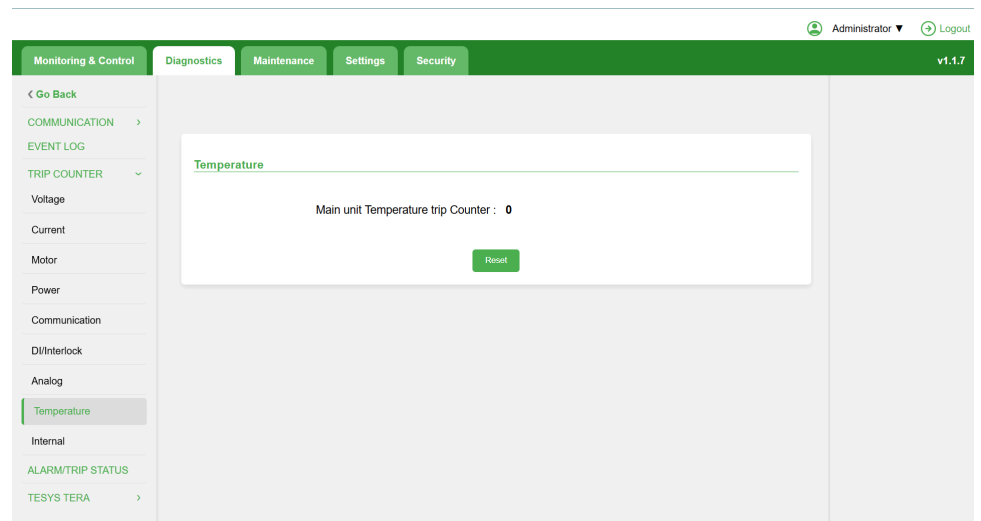 Administrator ▼ Logout
Monitoring & Control Diagnostics Maintenance Settings Security v1.1.7
Go Back
COMMUNICATION
EVENT LOG
TRIP COUNTER
Voltage
Current
Motor
Power
Communication
DI/Interlock
Analog
Temperature
Internal
ALARM/TRIP STATUS
TESYS TERA
Temperature
Main unit Temperature trip Counter : 0
Reset